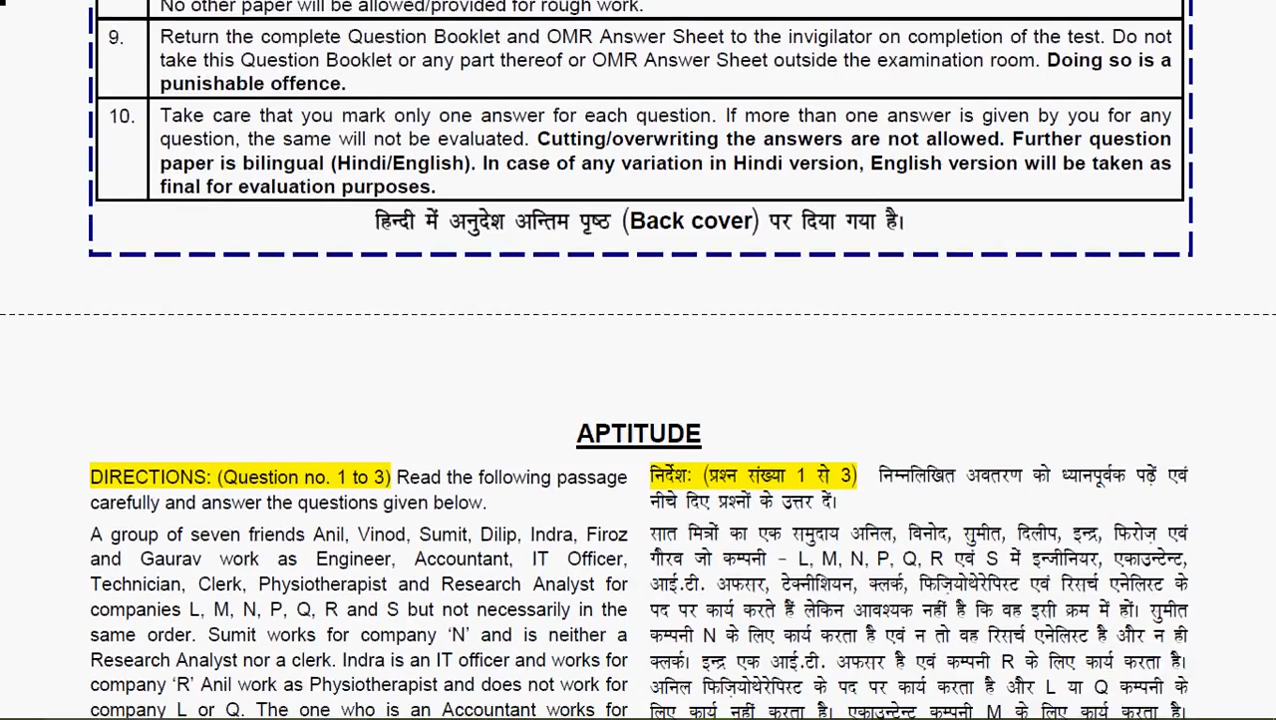 No other paper will be allowed/provided for rough work.
9. Return the complete Question Booklet and OMR Answer Sheet to the invigilator on completion of the test. Do not
take this Question Booklet or any part thereof or OMR Answer Sheet outside the examination room. Doing so is a
punishable offence.
10. Take care that you mark only one answer for each question. If more than one answer is given by you for any
question, the same will not be evaluated. Cutting/overwriting the answers are not allowed. Further question
paper is bilingual (Hindi/English). In case of any variation in Hindi version, English version will be taken as
final for evaluation purposes.
हिन्दी में अनुदेश अन्तिम पृष्ठ (Back cover) पर दिया गया है।
APTITUDE
DIRECTIONS: (Question no. 1 to 3) Read the following passage
carefully and answer the questions given below.
A group of seven friends Anil, Vinod, Sumit, Dilip, Indra, Firoz
and Gaurav work as Engineer, Accountant, IT Officer,
Technician, Clerk, Physiotherapist and Research Analyst for
companies L, M, N, P, Q, R and S but not necessarily in the
same order. Sumit works for company ‘N’ and is neither a
Research Analyst nor a clerk. Indra is an IT officer and works for
company ‘R’ Anil work as Physiotherapist and does not work for
company L or Q. The one who is an Accountant works for
निर्देश: (प्रश्न संख्या 1 से 3) निम्नलिखित अवतरण को ध्यानपूर्वक पढ़ें एवं
नीचे दिए प्रश्नों के उत्तर दें।
सात मित्रों का एक समुदाय अनिल, विनोद, सुमीत, दिलीप, इन्द्र, फिरोज़ एवं
गौरव जो कम्पनी – L, M, N, P, Q, R एवं S में इन्जीनियर, एकाउन्टेन्ट,
आई.टी. अफसर, टेक्नीशियन, क्लर्क, फिज़ियोथेरेपिस्ट एवं रिसर्च एनेलिस्ट के
पद पर कार्य करते हैं लेकिन आवश्यक नहीं है कि वह इसी क्रम में हों। सुमीत
कम्पनी N के लिए कार्य करता है एवं न तो वह रिसर्च एनेलिस्ट है और न ही
क्लर्क। इन्द्र एक आई.टी. अफसर है एवं कम्पनी R के लिए कार्य करता है।
अनिल फिज़ियोथेरेपिस्ट के पद पर कार्य करता है और L या Q कम्पनी के
लिए कार्य नहीं करता है। एकाउन्टेन्ट कम्पनी M के लिए कार्य करता है।